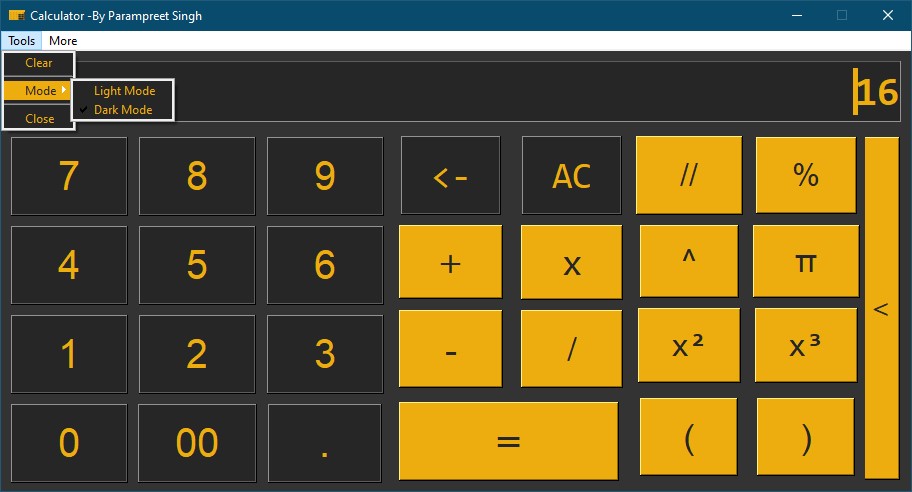 Calculator -By Parampreet Singh
Tools More
Clear
Mode
Close
Light Mode
Dark Mode
16
7 8 9 <- AC // %
4 5 6 + x ^ π
<
1 2 3 - / x² x³
0 00 . = ( )